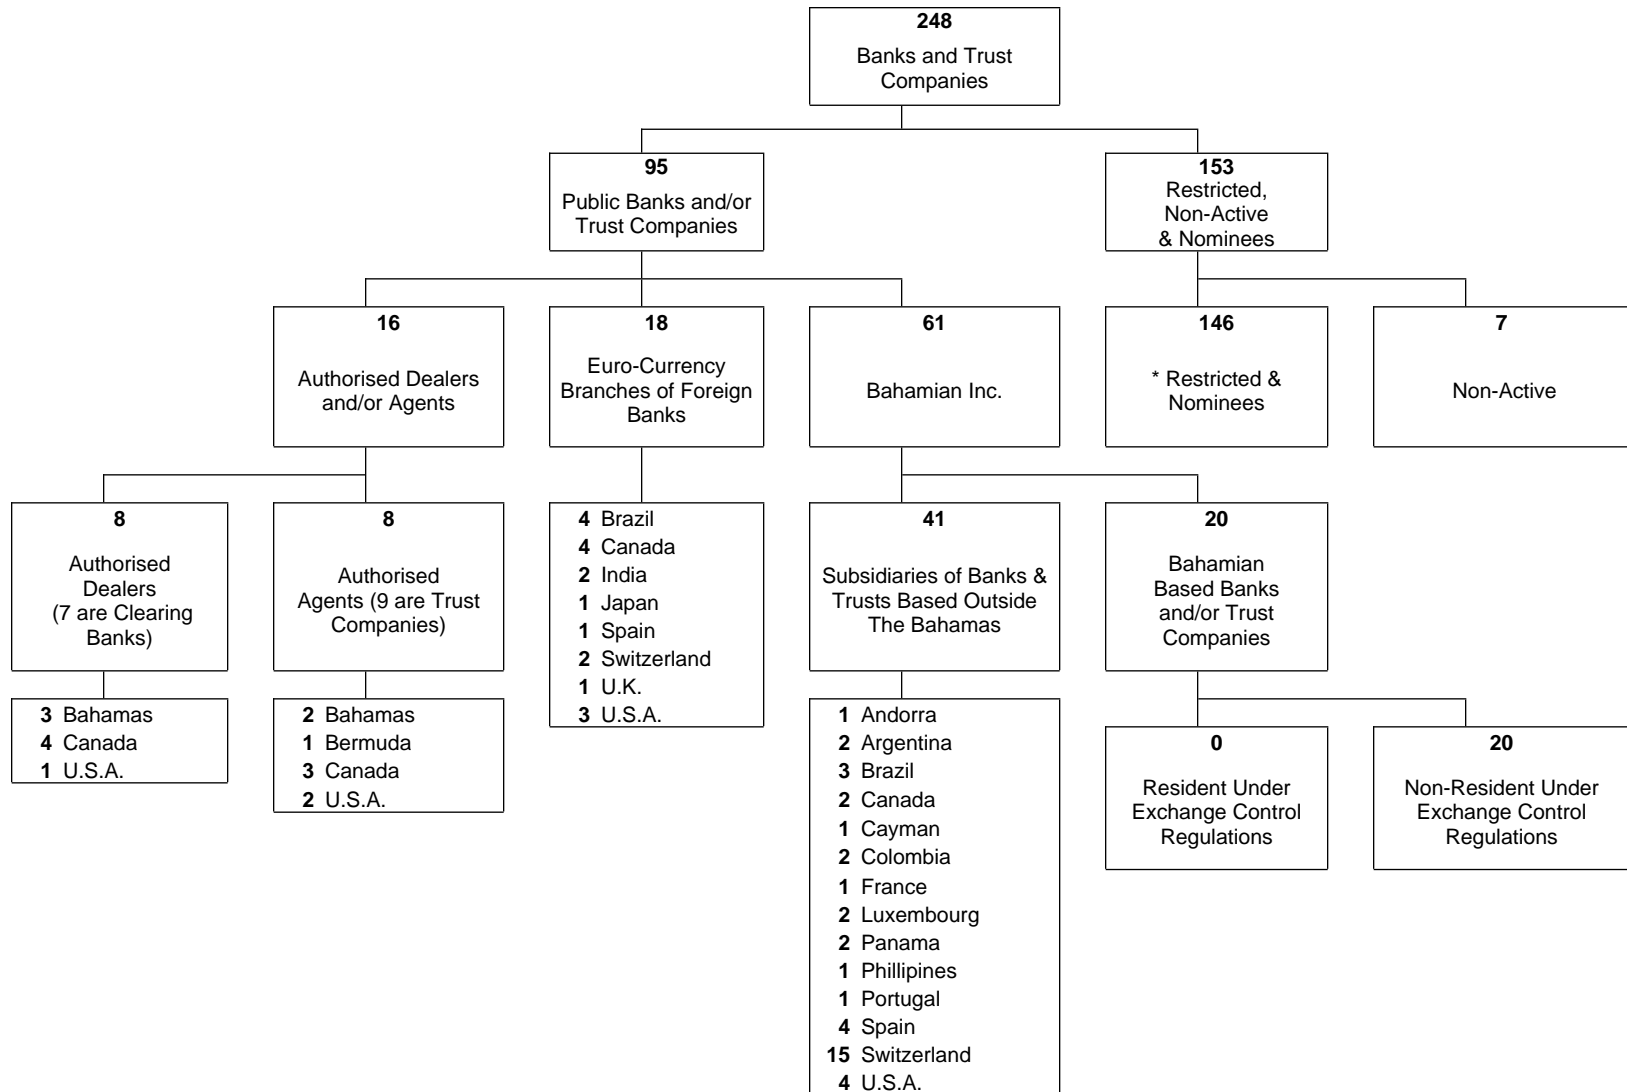 248
Banks and Trust
Companies
95
Public Banks and/or
Trust Companies
153
Restricted,
Non-Active
& Nominees
16
Authorised Dealers
and/or Agents
18
Euro-Currency
Branches of Foreign
Banks
61
Bahamian Inc.
146
* Restricted &
Nominees
7
Non-Active
8
Authorised
Dealers
(7 are Clearing
Banks)
8
Authorised
Agents (9 are Trust
Companies)
4 Brazil
4 Canada
2 India
1 Japan
1 Spain
2 Switzerland
1 U.K.
3 U.S.A.
41
Subsidiaries of Banks &
Trusts Based Outside
The Bahamas
20
Bahamian
Based Banks
and/or Trust
Companies
3 Bahamas
4 Canada
1 U.S.A.
2 Bahamas
1 Bermuda
3 Canada
2 U.S.A.
1 Andorra
2 Argentina
3 Brazil
2 Canada
1 Cayman
2 Colombia
1 France
2 Luxembourg
2 Panama
1 Phillipines
1 Portugal
4 Spain
15 Switzerland
4 U.S.A.
0
Resident Under
Exchange Control
Regulations
20
Non-Resident Under
Exchange Control
Regulations